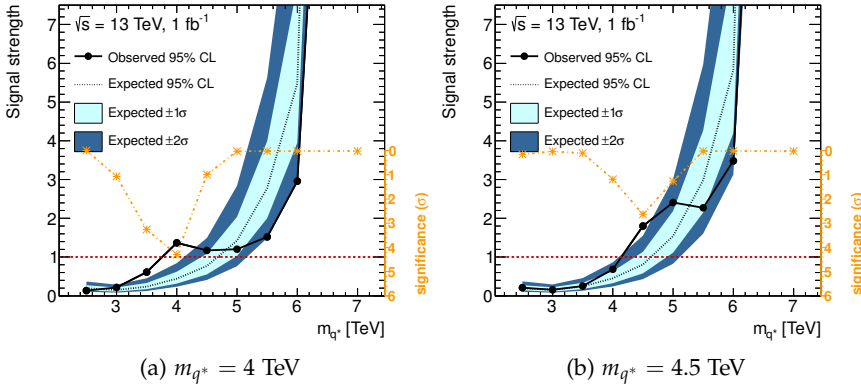 √s = 13 TeV, 1 fb⁻¹
Observed 95% CL
Expected 95% CL
Expected ±1σ
Expected ±2σ
Signal strength
7
6
5
4
3
2
1
0
0
1
2
3
4
5
6
significance (σ)
3
4
5
6
7
m_q* [TeV]
(a) m_q* = 4 TeV
√s = 13 TeV, 1 fb⁻¹
Observed 95% CL
Expected 95% CL
Expected ±1σ
Expected ±2σ
Signal strength
7
6
5
4
3
2
1
0
0
1
2
3
4
5
6
significance (σ)
3
4
5
6
7
m_q* [TeV]
(b) m_q* = 4.5 TeV